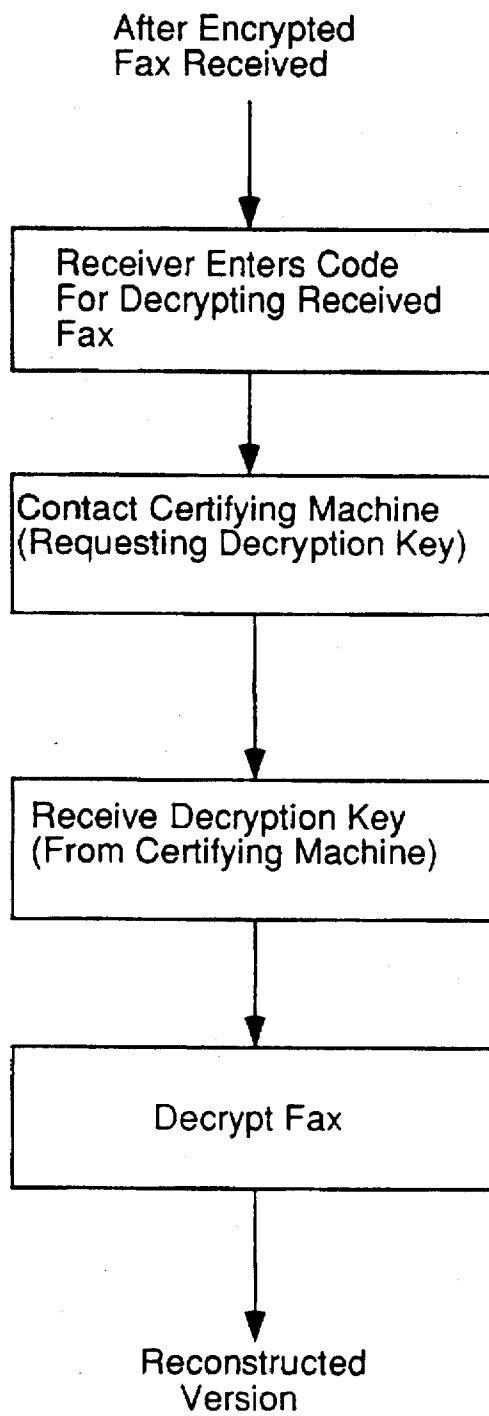 After Encrypted
Fax Received
Receiver Enters Code
For Decrypting Received
Fax
Contact Certifying Machine
(Requesting Decryption Key)
Receive Decryption Key
(From Certifying Machine)
Decrypt Fax
Reconstructed
Version